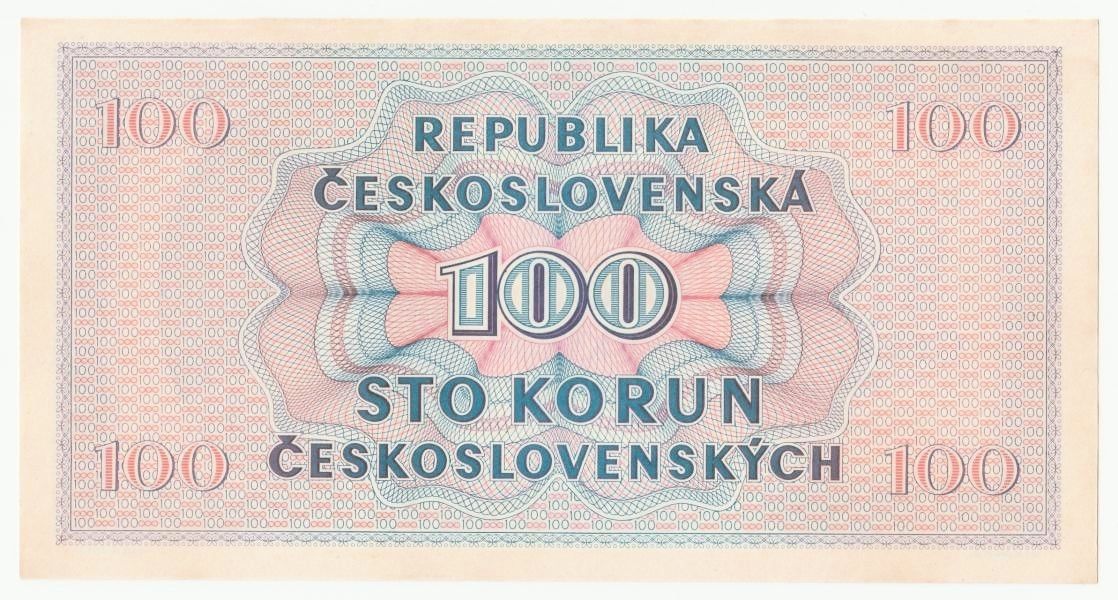 100 100
REPUBLIKA
ČESKOSLOVENSKÁ
100
STO KORUN
ČESKOSLOVENSKÝCH
100 100